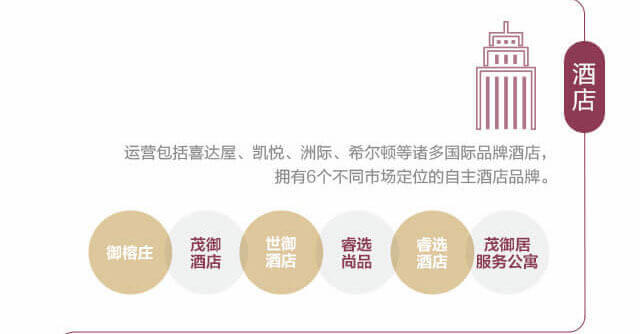 酒店
运营包括喜达屋、凯悦、洲际、希尔顿等诸多国际品牌酒店，
拥有6个不同市场定位的自主酒店品牌。
御榕庄
茂御
酒店
世御
酒店
睿选
尚品
睿选
酒店
茂御居
服务公寓